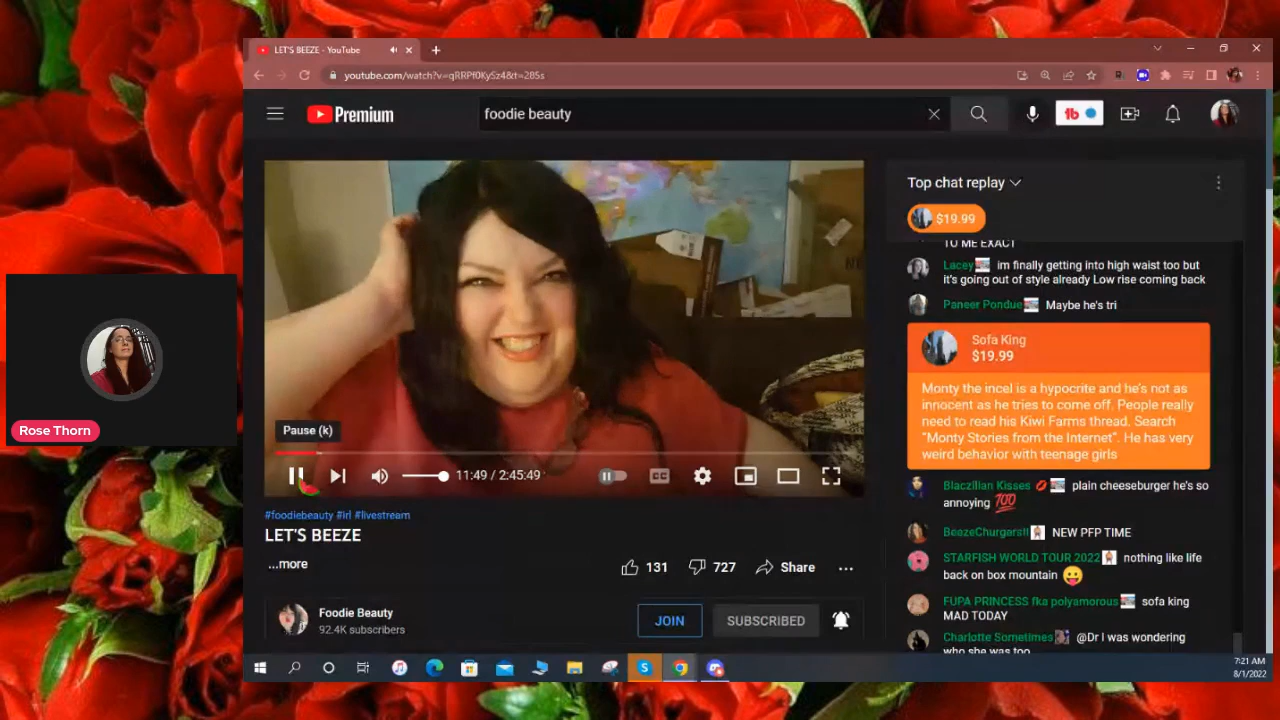 LET'S BEEZE - YouTube
youtube.com/watch?v=qRRPf0KySz4&t=285s
Premium
foodie beauty
Top chat replay
$19.99
TO ME EXACT
Lacey im finally getting into high waist too but
it's going out of style already Low rise coming back
Paneer Pondue Maybe he's tri
Sofa King
$19.99
Monty the incel is a hypocrite and he's not as
innocent as he tries to come off. People really
need to read his Kiwi Farms thread. Search
"Monty Stories from the Internet". He has very
weird behavior with teenage girls
Blaczilian Kisses 💋 plain cheeseburger he's so
annoying 💯
BeezeChurgersll NEW PFP TIME
STARFISH WORLD TOUR 2022 nothing like life
back on box mountain 😛
FUPA PRINCESS fka polyamorous sofa king
MAD TODAY
Charlotte Sometimes @Dr I was wondering
who she was too
Pause (k)
11:49 / 2:45:49
CC
#foodiebeauty #irl #livestream
LET'S BEEZE
...more
131
727
Share
Foodie Beauty
92.4K subscribers
JOIN
SUBSCRIBED
Rose Thorn
7:21 AM
8/1/2022